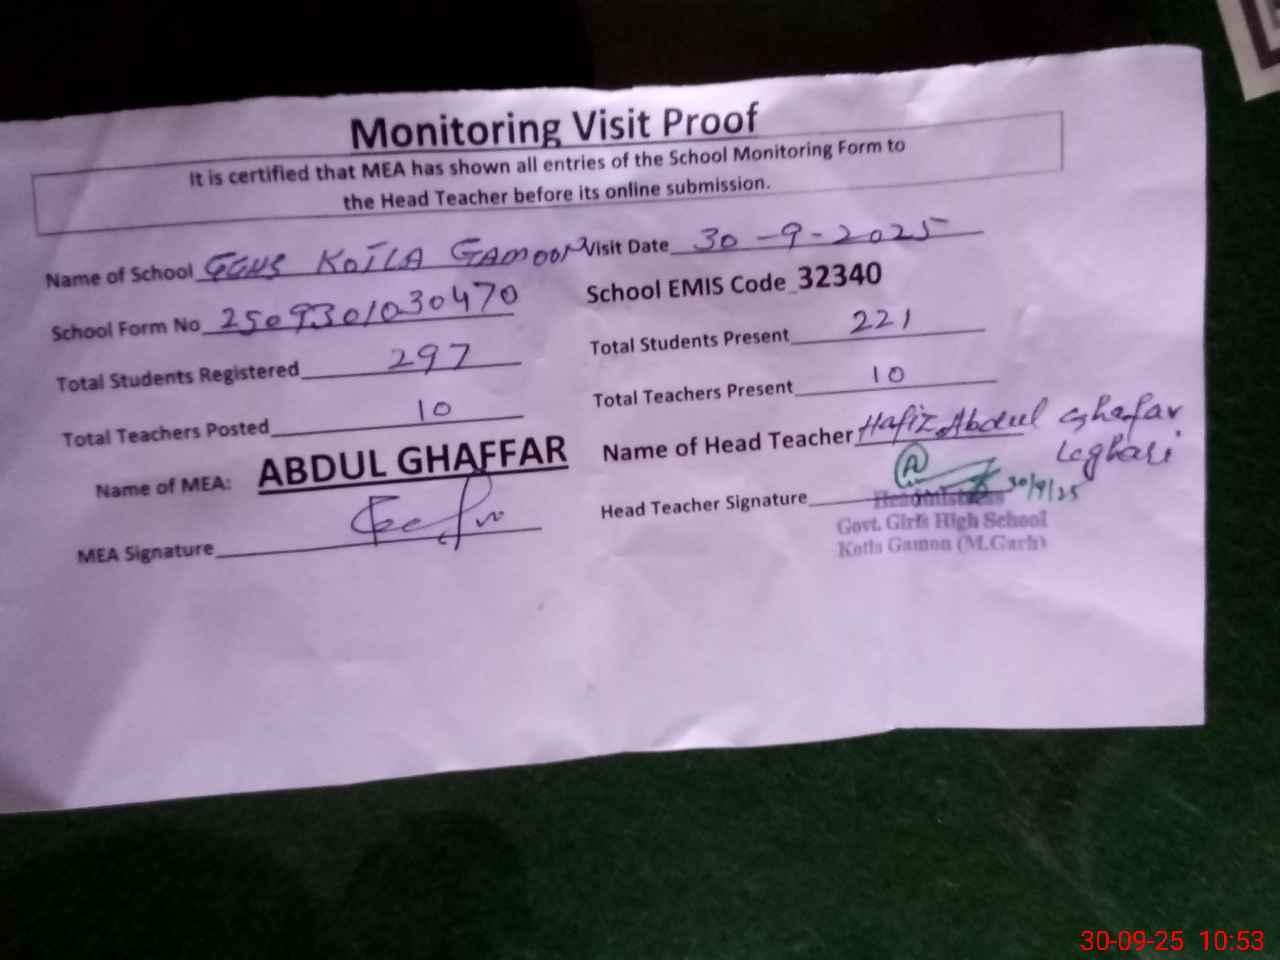 Monitoring Visit Proof
It is certified that MEA has shown all entries of the School Monitoring Form to
the Head Teacher before its online submission.
Name of School GGHS KOTLA GAMOON Visit Date 30-9-2025
School Form No 2509301030470 School EMIS Code 32340
Total Students Registered 297 Total Students Present 221
Total Teachers Posted 10 Total Teachers Present 10
Name of MEA: ABDUL GHAFFAR Name of Head Teacher Hafiz Abdul Ghafar
Leghari
MEA Signature Head Teacher Signature 30/9/25
Headmistress
Govt. Girls High School
Kotla Gamon (M.Garh)
30-09-25 10:53